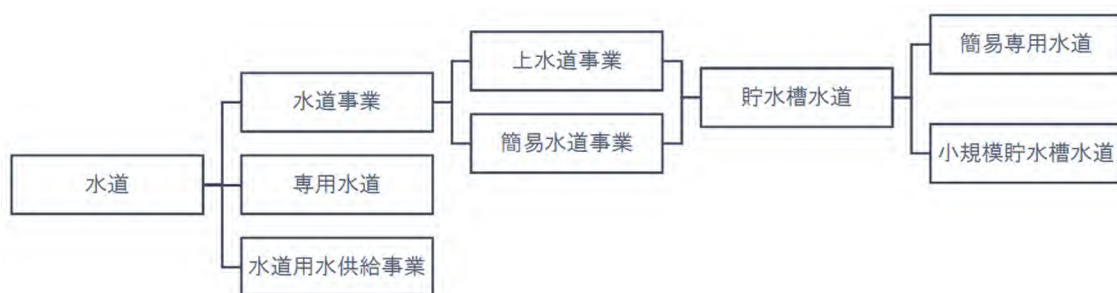 水道
水道事業
専用水道
水道用水供給事業
上水道事業
簡易水道事業
貯水槽水道
簡易専用水道
小規模貯水槽水道